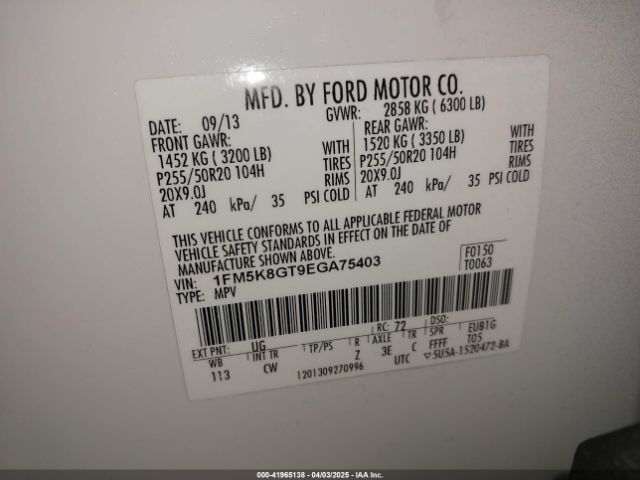 MFD. BY FORD MOTOR CO.
DATE: 09/13 GVWR: 2858 KG ( 6300 LB)
FRONT GAWR: REAR GAWR:
1452 KG ( 3200 LB) WITH 1520 KG ( 3350 LB) WITH
P255/50R20 104H TIRES P255/50R20 104H TIRES
20X9.0J RIMS 20X9.0J RIMS
AT 240 kPa/ 35 PSI COLD AT 240 kPa/ 35 PSI COLD
THIS VEHICLE CONFORMS TO ALL APPLICABLE FEDERAL MOTOR
VEHICLE SAFETY STANDARDS IN EFFECT ON THE DATE OF
MANUFACTURE SHOWN ABOVE.
VIN: 1FM5K8GT9EGA75403 F0150
TYPE: MPV T0063
EXT PNT: UG RC: 72 DSO:
WB INT TR TP/PS R AXLE TR SPR EUB1G
113 CW Z 3E C FFFF T05
1201309270996 UTC ▽5U5A-1520472-BA
000-41965138 - 04/03/2025 - IAA Inc.